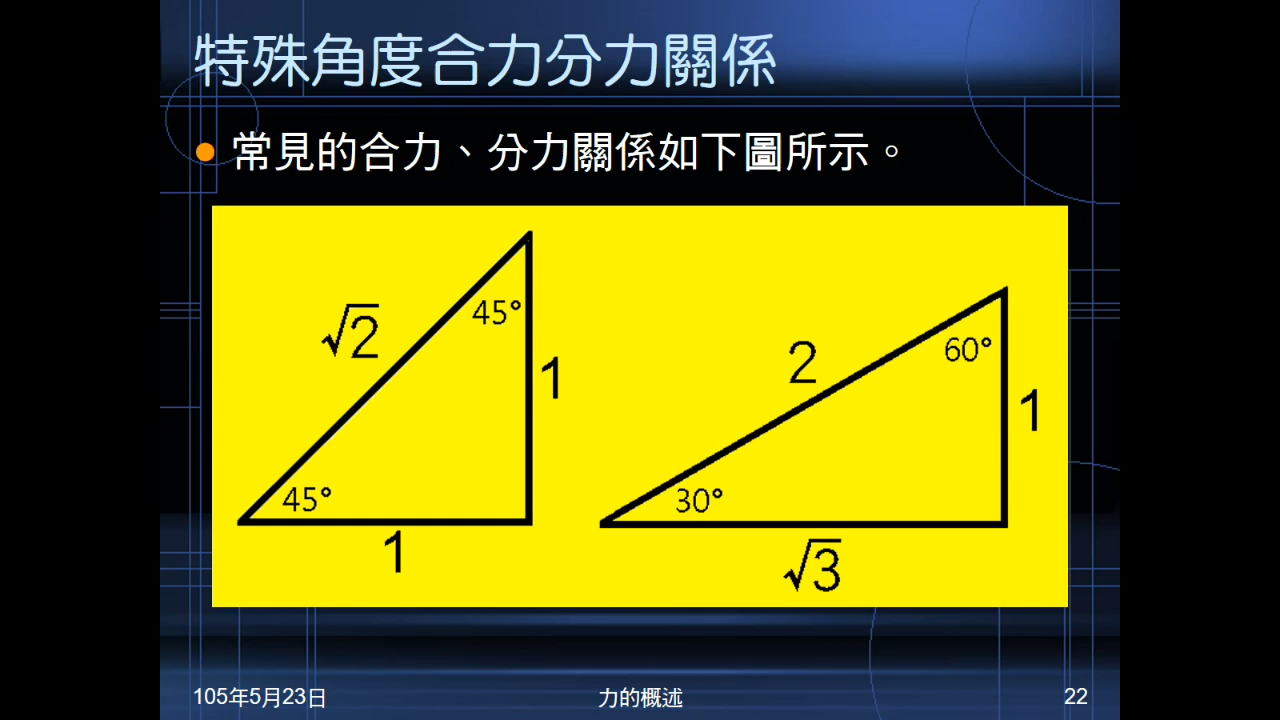 特殊角度合力分力關係
常見的合力、分力關係如下圖所示。
√2
45°
1
45°
1
2
60°
1
30°
√3
105年5月23日
力的概述
22